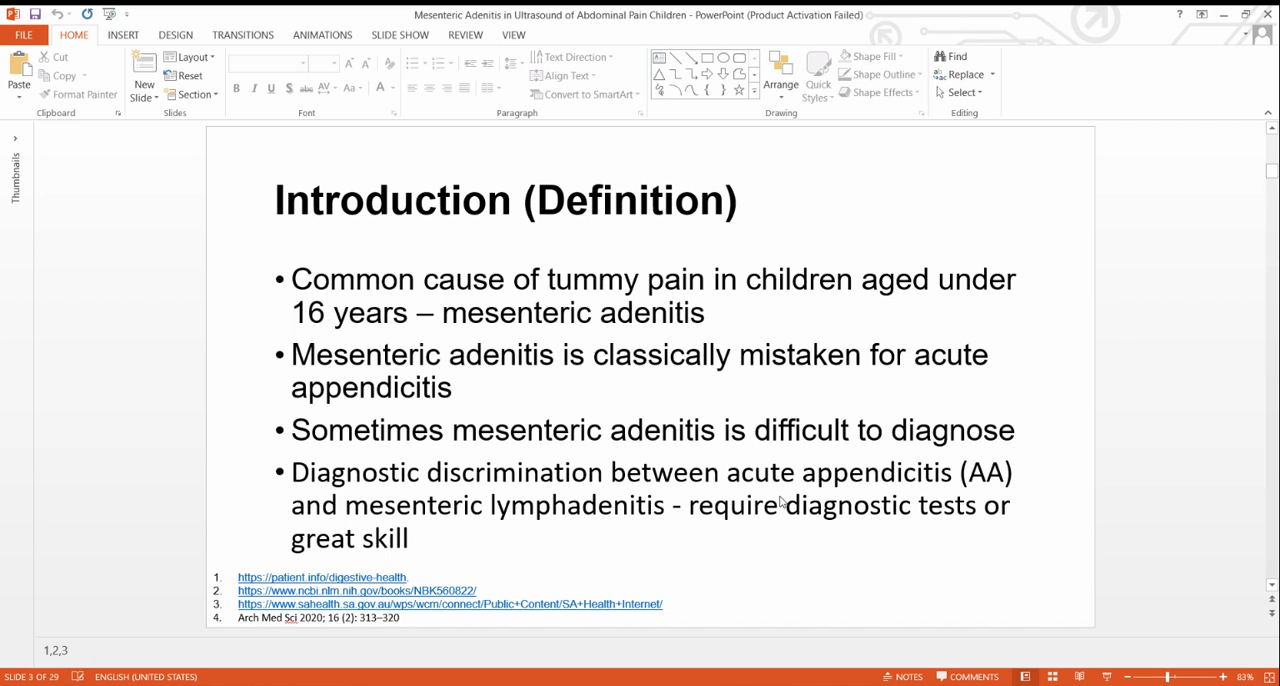 Mesenteric Adenitis in Ultrasound of Abdominal Pain Children - PowerPoint (Product Activation Failed)
FILE HOME INSERT DESIGN TRANSITIONS ANIMATIONS SLIDE SHOW REVIEW VIEW
Paste
Cut
Copy
Format Painter
Clipboard
New
Slide
Layout
Reset
Section
Slides
B I U S abc AV Aa A
Font
Text Direction
Align Text
Convert to SmartArt
Paragraph
Arrange
Quick
Styles
Shape Fill
Shape Outline
Shape Effects
Drawing
Find
Replace
Select
Editing
Thumbnails
Introduction (Definition)
• Common cause of tummy pain in children aged under
16 years – mesenteric adenitis
• Mesenteric adenitis is classically mistaken for acute
appendicitis
• Sometimes mesenteric adenitis is difficult to diagnose
• Diagnostic discrimination between acute appendicitis (AA)
and mesenteric lymphadenitis - require diagnostic tests or
great skill
1. https://patient.info/digestive-health.
2. https://www.ncbi.nlm.nih.gov/books/NBK560822/
3. https://www.sahealth.sa.gov.au/wps/wcm/connect/Public+Content/SA+Health+Internet/
4. Arch Med Sci 2020; 16 (2): 313–320
1,2,3
SLIDE 3 OF 29 ENGLISH (UNITED STATES) NOTES COMMENTS 83%